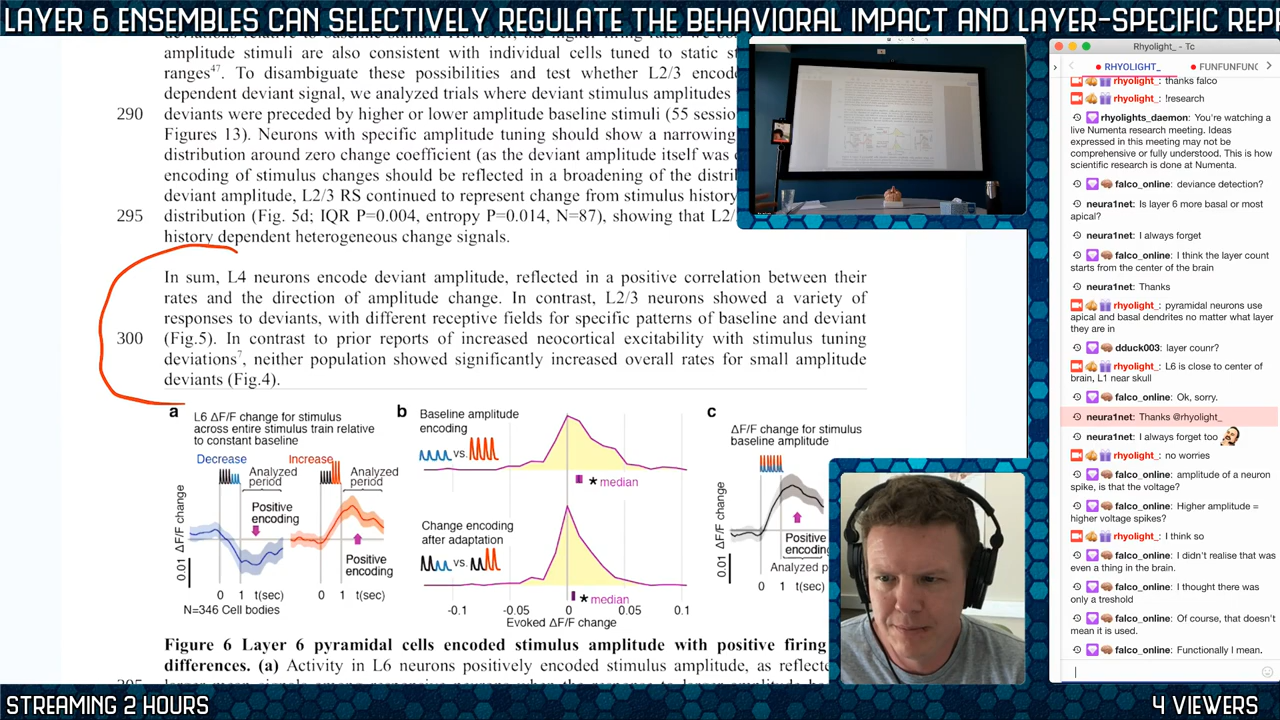 LAYER 6 ENSEMBLES CAN SELECTIVELY REGULATE THE BEHAVIORAL IMPACT AND LAYER-SPECIFIC REP
amplitude stimuli are also consistent with individual cells tuned to static s
ranges47. To disambiguate these possibilities and test whether L2/3 encode
dependent deviant signal, we analyzed trials where deviant stimulus amplitudes
290 deviants were preceded by higher or lower amplitude baseline stimuli (55 sessio
Figures 13). Neurons with specific amplitude tuning should show a narrowing
distribution around zero change coefficient (as the deviant amplitude itself was
encoding of stimulus changes should be reflected in a broadening of the distri
deviant amplitude, L2/3 RS continued to represent change from stimulus history
295 distribution (Fig. 5d; IQR P=0.004, entropy P=0.014, N=87), showing that L2/
history dependent heterogeneous change signals.
In sum, L4 neurons encode deviant amplitude, reflected in a positive correlation between their
rates and the direction of amplitude change. In contrast, L2/3 neurons showed a variety of
responses to deviants, with different receptive fields for specific patterns of baseline and deviant
300 (Fig.5). In contrast to prior reports of increased neocortical excitability with stimulus tuning
deviations7, neither population showed significantly increased overall rates for small amplitude
deviants (Fig.4).
a
L6 ΔF/F change for stimulus
across entire stimulus train relative
to constant baseline
Decrease
Increase
Analyzed
period
Analyzed
period
Positive
encoding
Positive
encoding
0.01 ΔF/F change
0 1 t(sec)
0 1 t(sec)
N=346 Cell bodies
b
Baseline amplitude
encoding
vs.
* median
Change encoding
after adaptation
vs.
* median
-0.1 -0.05 0 0.05 0.1
Evoked ΔF/F change
c
ΔF/F change for stimulus
baseline amplitude
0.01 ΔF/F change
Positive
encoding
Analyzed p
0 1 t(sec)
Figure 6 Layer 6 pyramidal cells encoded stimulus amplitude with positive firing
differences. (a) Activity in L6 neurons positively encoded stimulus amplitude, as reflecte
Rhyolight_ - Tc
RHYOLIGHT_
FUNFUNFUNC
rhyolight_: thanks falco
rhyolight_: !research
rhyolights_daemon: You're watching a
live Numenta research meeting. Ideas
expressed in this meeting may not be
comprehensive or fully understood. This is how
scientific research is done at Numenta.
falco_online: deviance detection?
neura1net: Is layer 6 more basal or most
apical?
neura1net: I always forget
falco_online: I think the layer count
starts from the center of the brain
neura1net: Thanks
rhyolight_: pyramidal neurons use
apical and basal dendrites no matter what layer
they are in
dduck003: layer counr?
rhyolight_: L6 is close to center of
brain, L1 near skull
falco_online: Ok, sorry.
neura1net: Thanks @rhyolight_
neura1net: I always forget too
rhyolight_: no worries
falco_online: amplitude of a neuron
spike, is that the voltage?
falco_online: Higher amplitude =
higher voltage spikes?
rhyolight_: I think so
falco_online: I didn't realise that was
even a thing in the brain.
falco_online: I thought there was
only a treshold
falco_online: Of course, that doesn't
mean it is used.
falco_online: Functionally I mean.
STREAMING 2 HOURS
4 VIEWERS